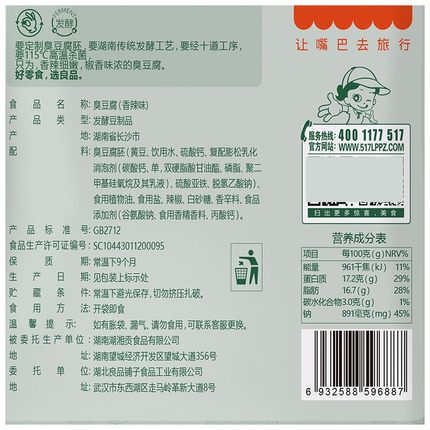 FERMENTY
发酵
要定制臭豆腐胚，要湖南传统发酵工艺，要经十道工序，
要115℃高温杀菌，
只为，香辣细嫩，椒香味浓的臭豆腐。
好零食，选良品。
让嘴巴去旅行
服务热线：400 1177 517
官方网站：WWW.517LPPZ.COM
扫出更多惊喜、美食
食品名称：臭豆腐（香辣味）
产品类型：发酵豆制品
产地：湖南省长沙市
配料：臭豆腐胚（黄豆、饮用水、硫酸钙、复配膨松乳化
消泡剂（碳酸钙、单，双硬脂酸甘油酯、磷脂、聚二
甲基硅氧烷及其乳液）、硫酸亚铁、脱氢乙酸钠）、
食用植物油、食用盐、辣椒、白砂糖、香辛料、食品
添加剂（谷氨酸钠、食用香精香料、丙酸钙）。
产品标准号：GB2712
食品生产许可证编号：SC10443011200095
保质期：常温下9个月
生产日期：见包装上标示处
贮藏条件：常温下避光保存，切勿挤压扎破。
食用方法：开袋即食
温馨提示：如有胀袋、漏气，请勿食用，可联系客服更换。
被委托生产单位：湖南湖湘贡食品有限公司
地址：湖南望城经济开发区望城大道356号
委托单位：湖北良品铺子食品工业有限公司
地址：武汉市东西湖区走马岭革新大道8号
营养成分表
项目 每100克(g) NRV%
能量 961千焦(kJ) 11%
蛋白质 17.2克(g) 29%
脂肪 16.7(g) 28%
碳水化合物 3.0克(g) 1%
钠 891毫克(mg) 45%
6 932588 596887